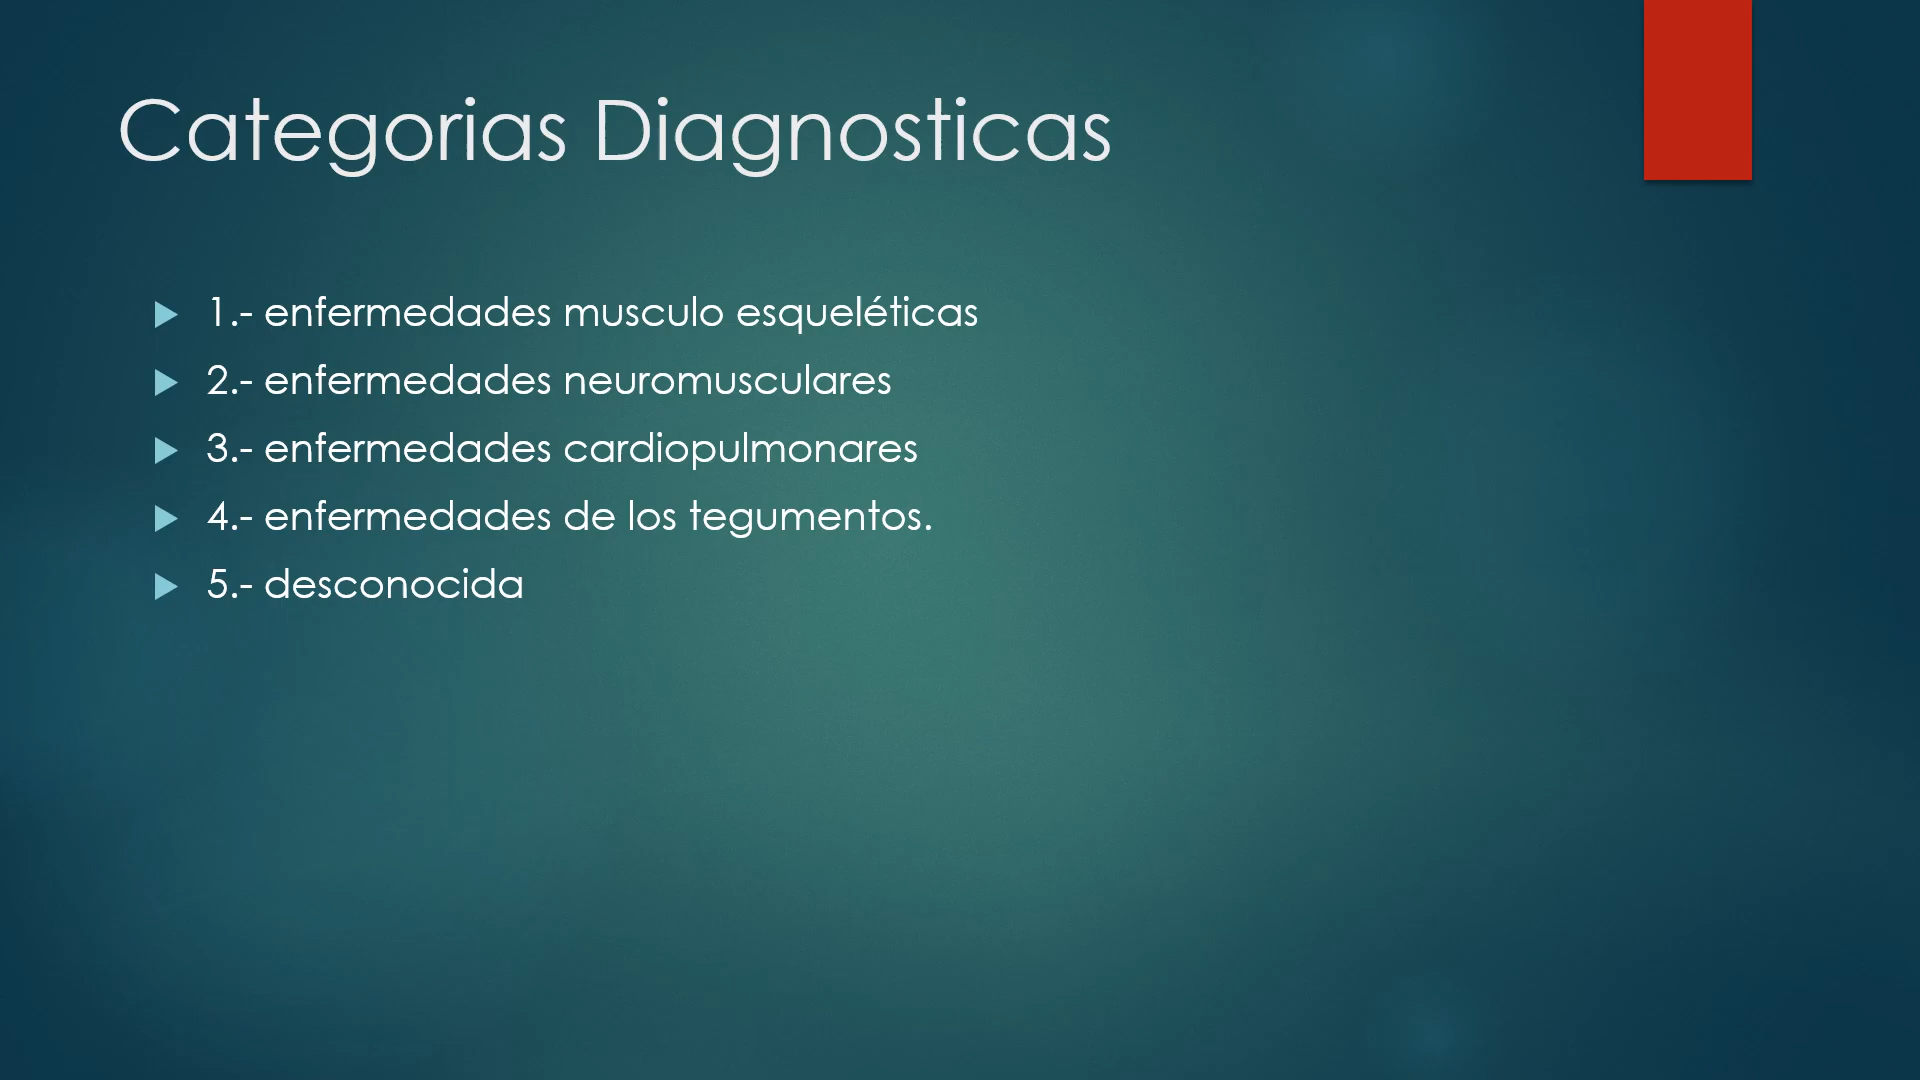 Categorias Diagnosticas
1.- enfermedades musculo esqueléticas
2.- enfermedades neuromusculares
3.- enfermedades cardiopulmonares
4.- enfermedades de los tegumentos.
5.- desconocida